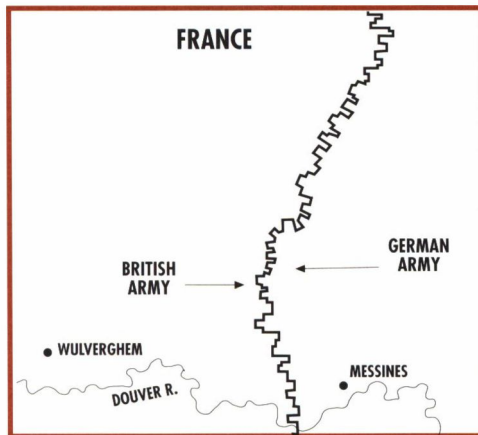 FRANCE
GERMAN
ARMY
BRITISH
ARMY
WULVERGHEM
MESSINES
DOUVER R.